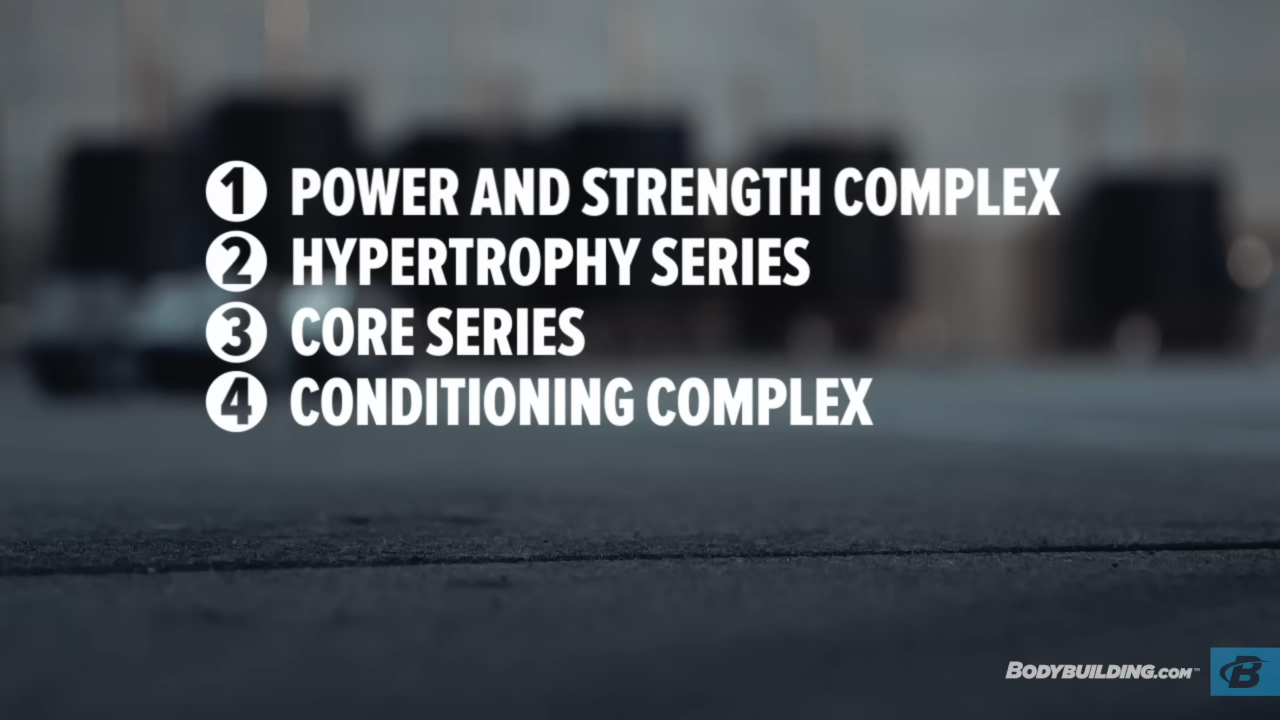 1 POWER AND STRENGTH COMPLEX
2 HYPERTROPHY SERIES
3 CORE SERIES
4 CONDITIONING COMPLEX
BODYBUILDING.COM™ B